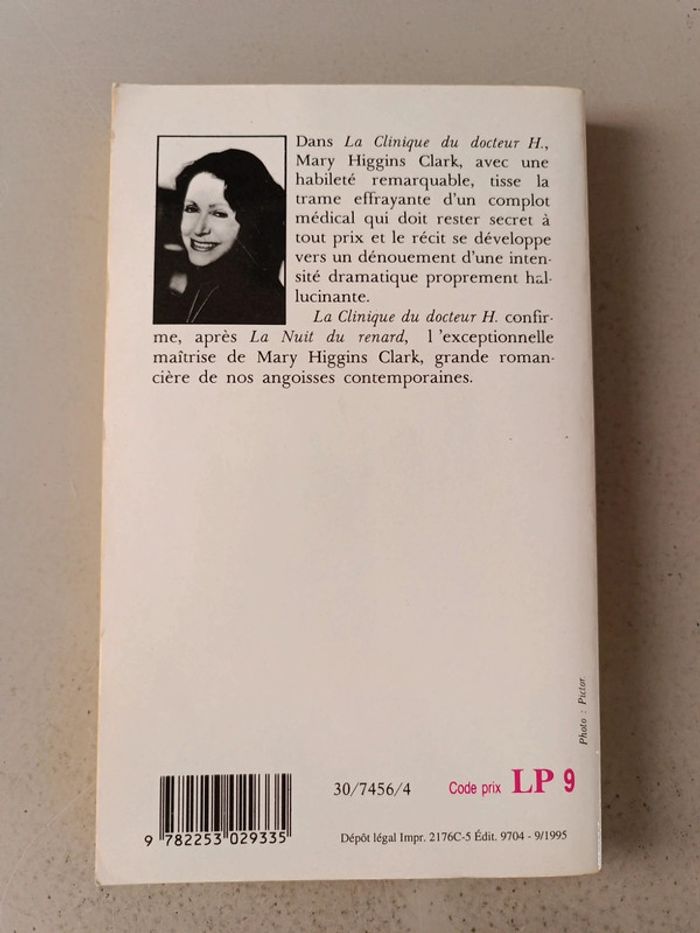 Dans La Clinique du docteur H.,
Mary Higgins Clark, avec une
habileté remarquable, tisse la
trame effrayante d'un complot
médical qui doit rester secret à
tout prix et le récit se développe
vers un dénouement d'une inten-
sité dramatique proprement hal-
lucinante.
La Clinique du docteur H. confir-
me, après La Nuit du renard, l 'exceptionnelle
maîtrise de Mary Higgins Clark, grande roman-
cière de nos angoisses contemporaines.
Photo : Pictor.
30/7456/4
Code prix LP 9
9 782253 029335
Dépôt légal Impr. 2176C-5 Édit. 9704 - 9/1995